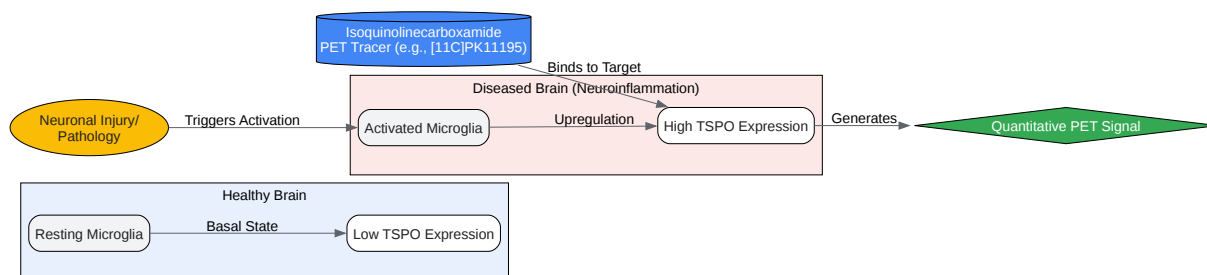 Isoquinolinecarboxamide
PET Tracer (e.g., [11C]PK11195)
Binds to Target
Diseased Brain (Neuroinflammation)
Neuronal Injury/
Pathology
Triggers Activation
Activated Microglia
Upregulation
High TSPO Expression
Generates
Quantitative PET Signal
Healthy Brain
Resting Microglia
Basal State
Low TSPO Expression